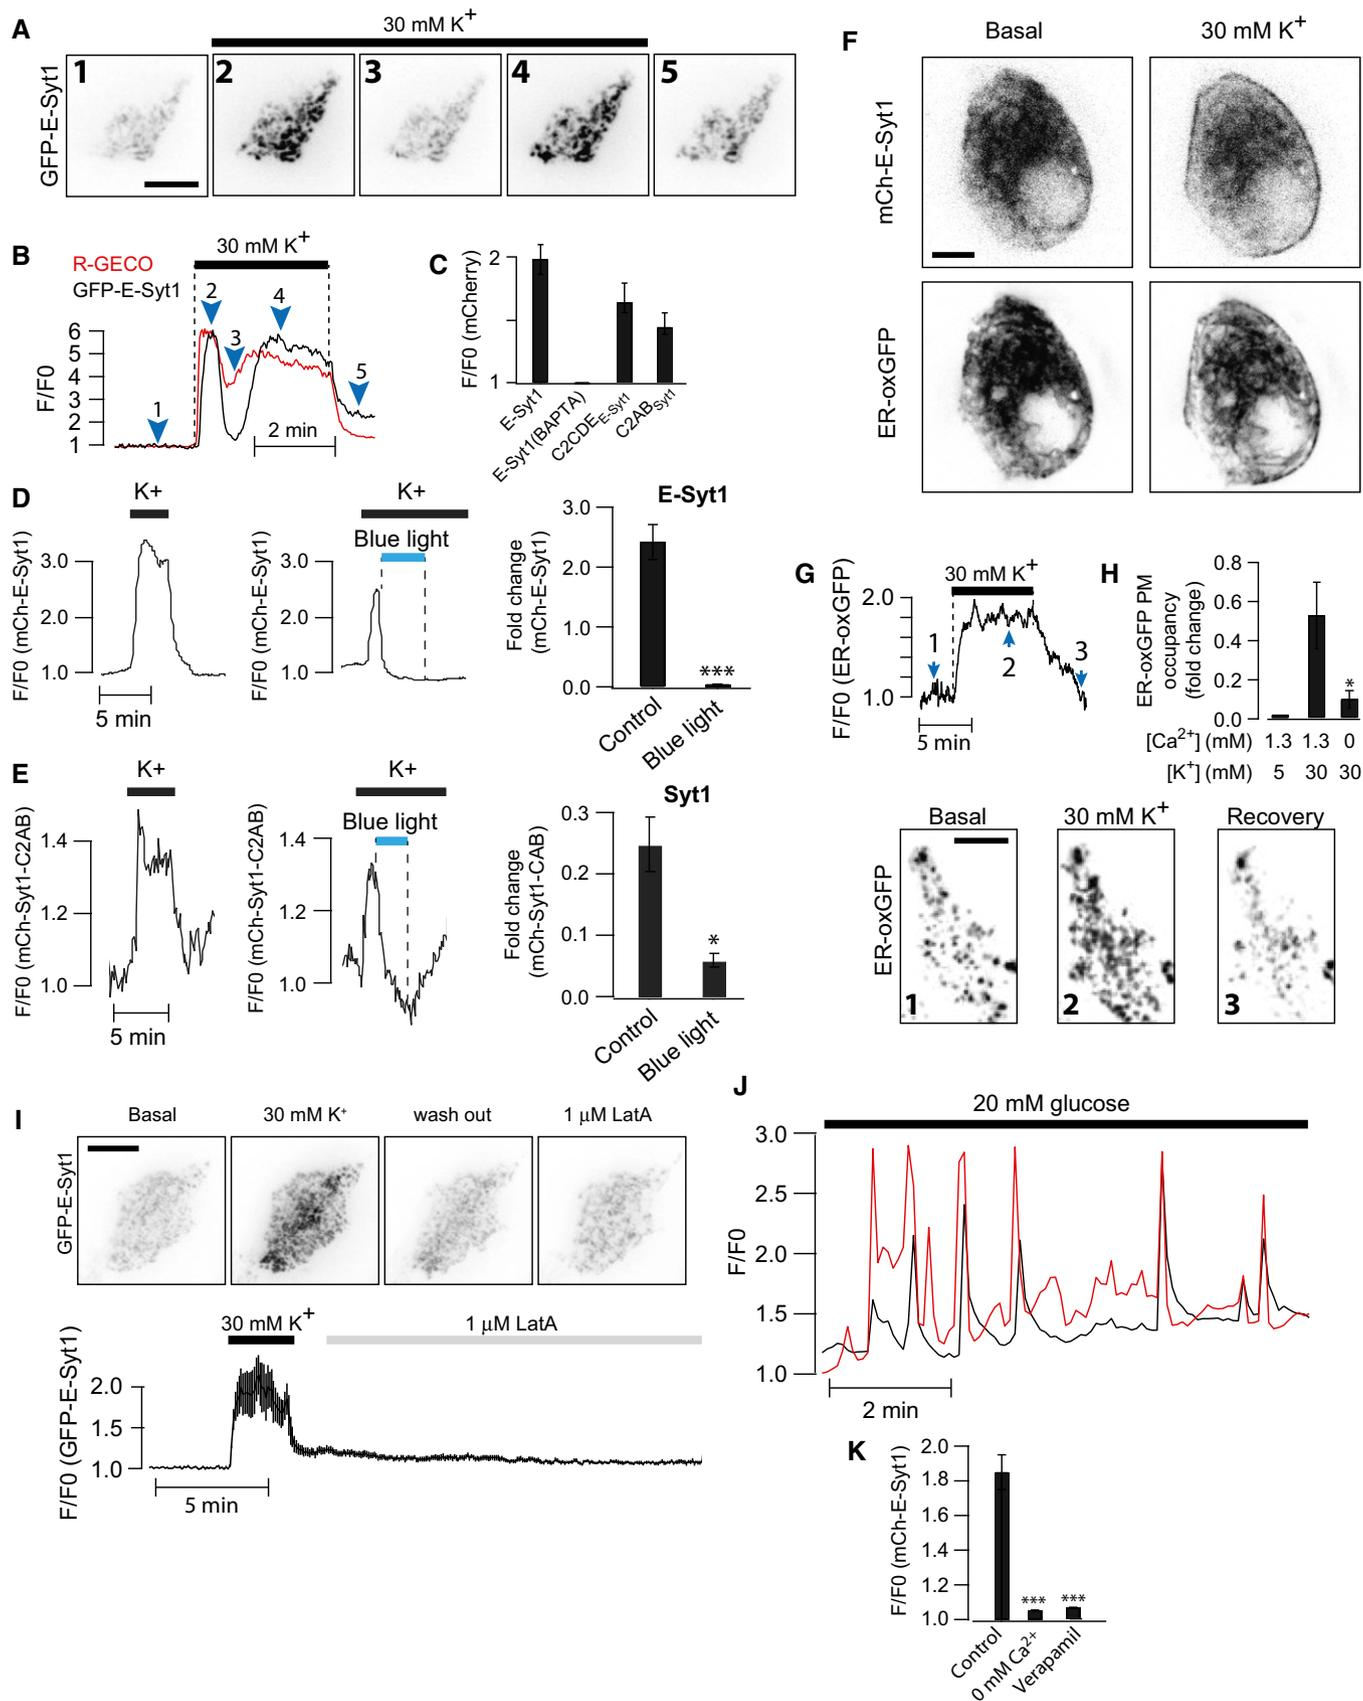 A
30 mM K+
GFP-E-Syt1
1
2
3
4
5
B
30 mM K+
R-GECO
GFP-E-Syt1
F/F0
6
5
4
3
2
1
1
2
3
4
5
2 min
C
F/F0 (mCherry)
2
1
E-Syt1
E-Syt1(BAPTA)
C2CDE E-Syt1
C2AB Syt1
D
K+
F/F0 (mCh-E-Syt1)
3.0
2.0
1.0
5 min
K+
Blue light
F/F0 (mCh-E-Syt1)
3.0
2.0
1.0
E-Syt1
Fold change
(mCh-E-Syt1)
3.0
2.0
1.0
0.0
***
Control
Blue light
E
K+
F/F0 (mCh-Syt1-C2AB)
1.4
1.2
1.0
5 min
K+
Blue light
F/F0 (mCh-Syt1-C2AB)
1.4
1.2
1.0
Syt1
Fold change
(mCh-Syt1-CAB)
0.3
0.2
0.1
0.0
*
Control
Blue light
F
Basal
30 mM K+
mCh-E-Syt1
ER-oxGFP
G
30 mM K+
F/F0 (ER-oxGFP)
2.0
1.0
1
2
3
5 min
H
ER-oxGFP PM
occupancy
(fold change)
0.8
0.6
0.4
0.2
0.0
*
[Ca2+] (mM) 1.3 1.3 0
[K+] (mM) 5 30 30
Basal
30 mM K+
Recovery
ER-oxGFP
1
2
3
I
Basal
30 mM K+
wash out
1 µM LatA
GFP-E-Syt1
30 mM K+
1 µM LatA
F/F0 (GFP-E-Syt1)
2.0
1.5
1.0
5 min
J
20 mM glucose
F/F0
3.0
2.5
2.0
1.5
1.0
2 min
K
F/F0 (mCh-E-Syt1)
2.0
1.8
1.6
1.4
1.2
1.0
***
***
Control
0 mM Ca2+
Verapamil